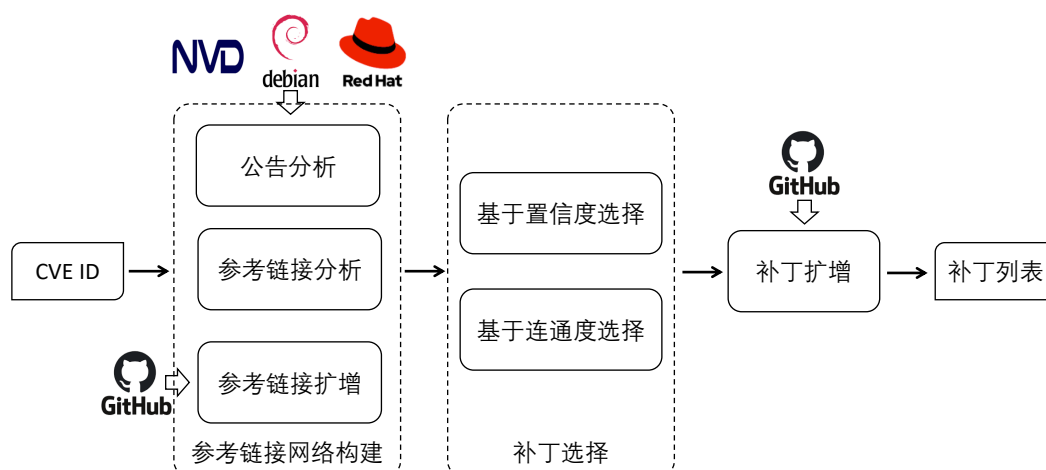 NVD
debian
Red Hat
公告分析
CVE ID
参考链接分析
GitHub
参考链接扩增
参考链接网络构建
基于置信度选择
基于连通度选择
补丁选择
GitHub
补丁扩增
补丁列表